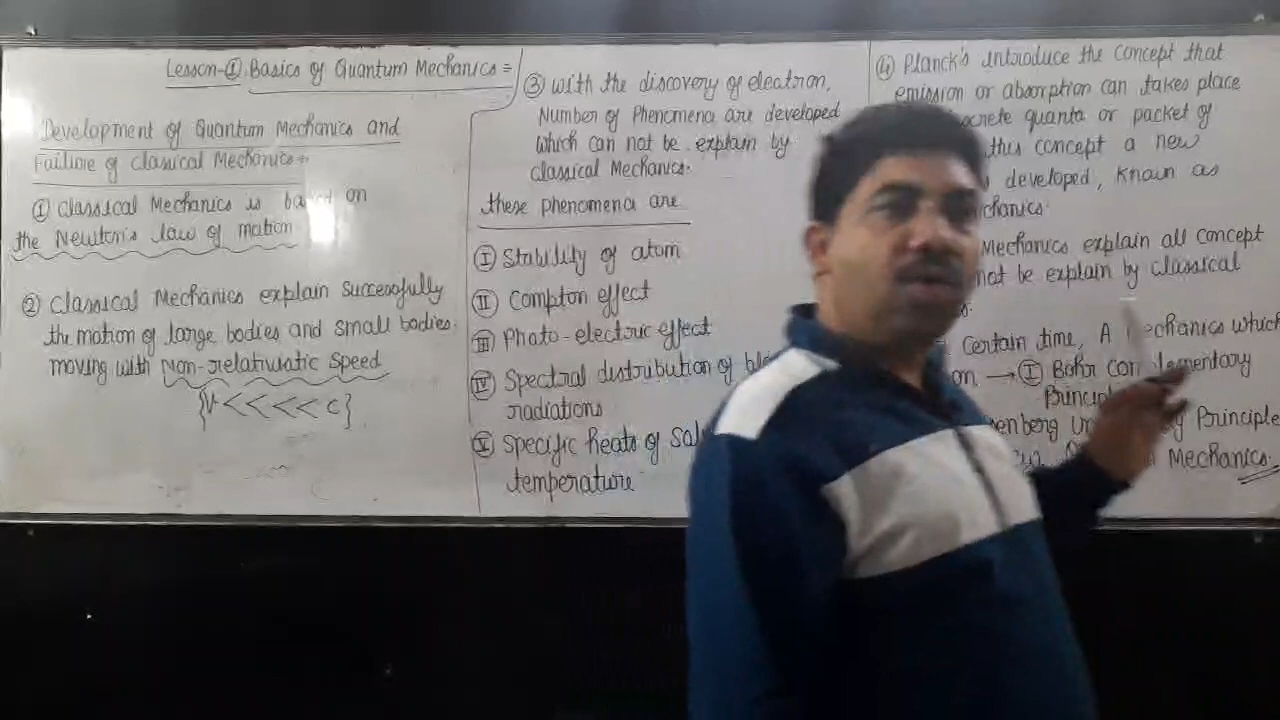 Lesson-① Basics of Quantum Mechanics =
Development of Quantum Mechanics and
Failure of Classical Mechanics =
① Classical Mechanics is based on
the Newton's law of motion
② Classical Mechanics explain Successfully
the motion of large bodies and small bodies
moving with Non-relativistic Speed
{V<<<<c}
③ with the discovery of electron,
Number of Phenomena are developed
which can not be explain by
Classical Mechanics.
these phenomena are
Ⓘ Stability of atom
Ⅱ Compton effect
Ⅲ Photo-electric effect
Ⅳ Spectral distribution of
radiations
Ⅴ Specific heats of
temperature
④ Planck's introduce the concept that
emission or absorption can takes place
quanta or packet of
this concept a new
developed, known as
Mechanics explain all concept
not be explain by classical
Certain time, A Mechanics which
→ Ⓘ Bohr
Principle
Mechanics.